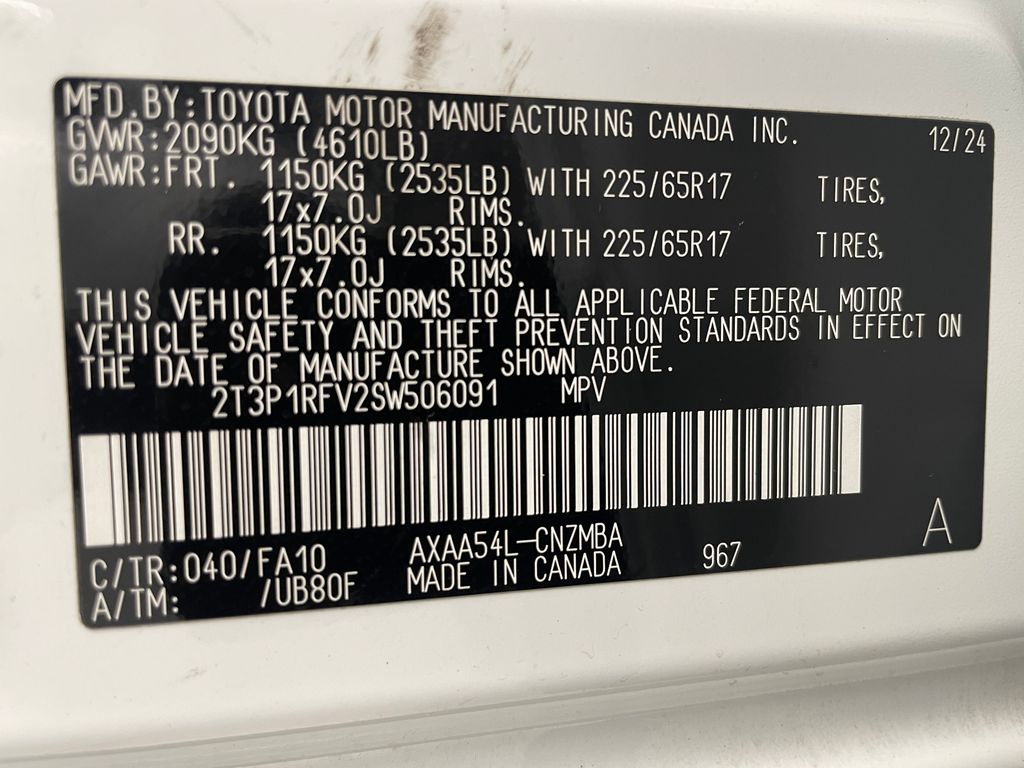 MFD.BY:TOYOTA MOTOR MANUFACTURING CANADA INC. 12/24
GVWR:2090KG (4610LB)
GAWR:FRT. 1150KG (2535LB) WITH 225/65R17 TIRES,
17x7.0J RIMS.
RR. 1150KG (2535LB) WITH 225/65R17 TIRES,
17x7.0J RIMS.
THIS VEHICLE CONFORMS TO ALL APPLICABLE FEDERAL MOTOR
VEHICLE SAFETY AND THEFT PREVENTION STANDARDS IN EFFECT ON
THE DATE OF MANUFACTURE SHOWN ABOVE.
2T3P1RFV2SW506091 MPV
A
C/TR:040/FA10 AXAA54L-CNZMBA 967
A/TM: /UB80F MADE IN CANADA